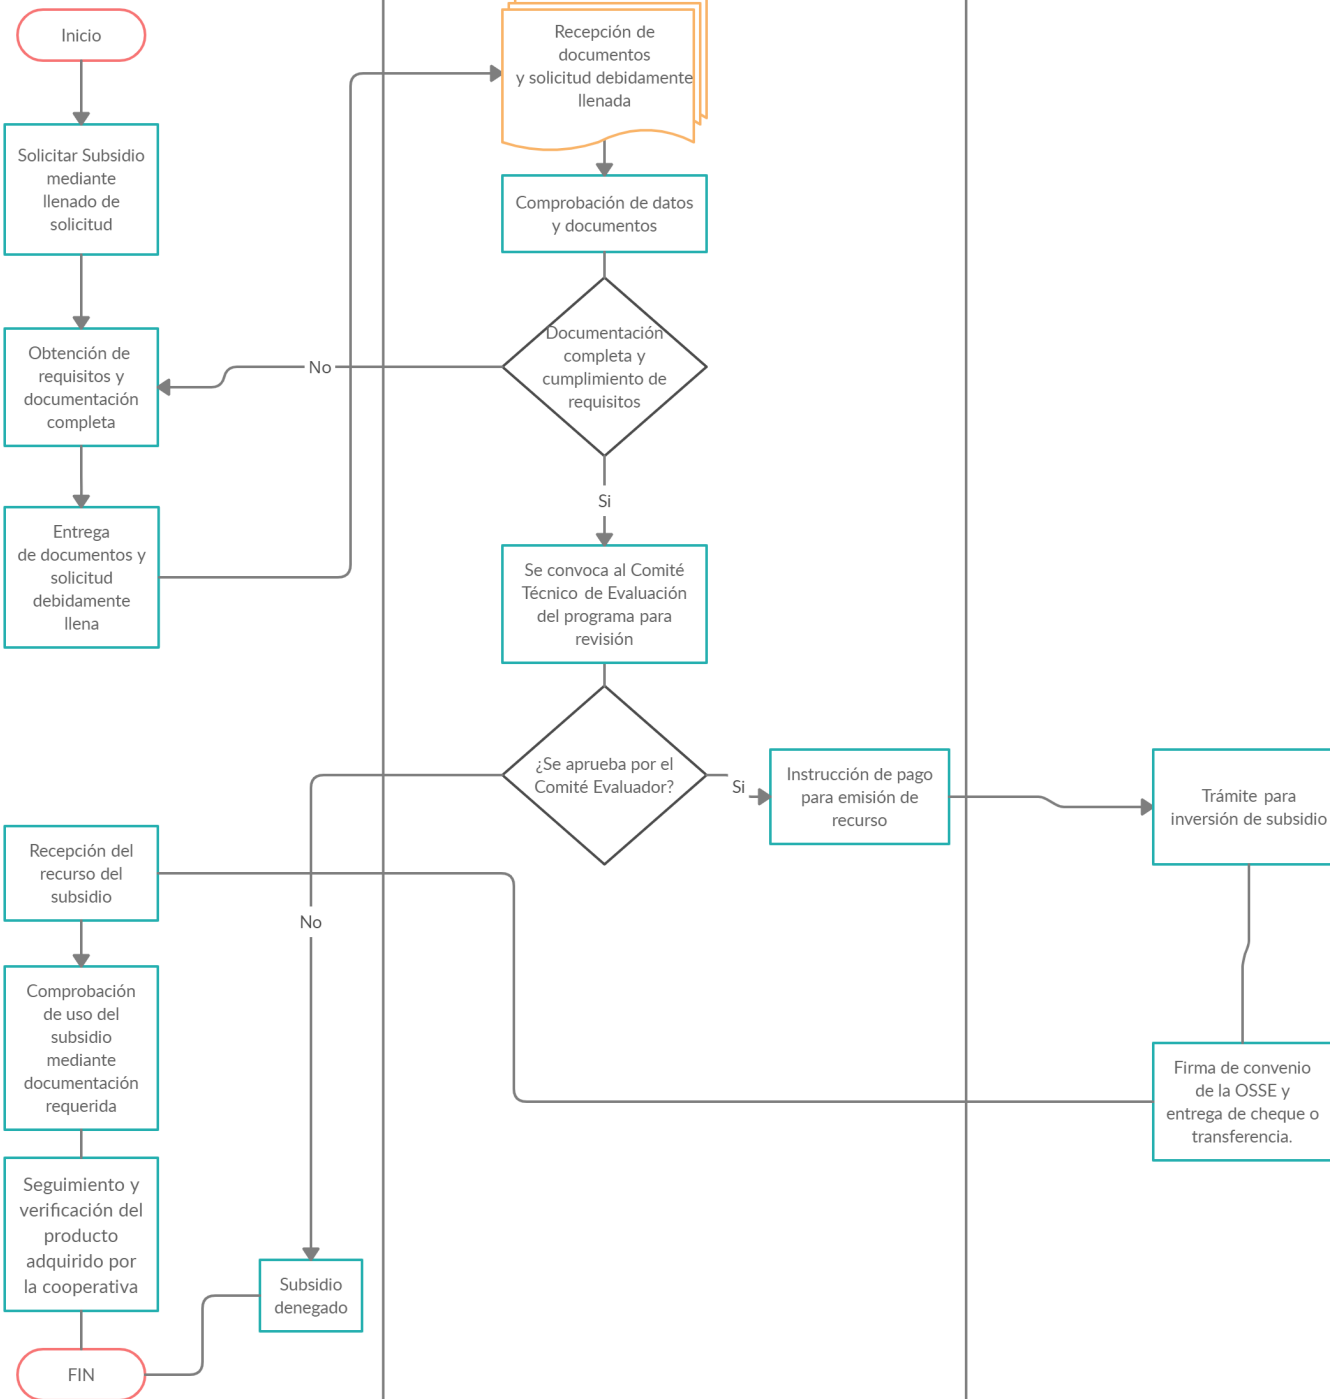 Inicio
Solicitar Subsidio
mediante
llenado de
solicitud
Obtención de
requisitos y
documentación
completa
Entrega
de documentos y
solicitud
debidamente
llena
Recepción de
documentos
y solicitud debidamente
llenada
Comprobación de datos
y documentos
Documentación
completa y
cumplimiento de
requisitos
No
Si
Se convoca al Comité
Técnico de Evaluación
del programa para
revisión
¿Se aprueba por el
Comité Evaluador?
Si
Instrucción de pago
para emisión de
recurso
Trámite para
inversión de subsidio
Firma de convenio
de la OSSE y
entrega de cheque o
transferencia.
Recepción del
recurso del
subsidio
Comprobación
de uso del
subsidio
mediante
documentación
requerida
Seguimiento y
verificación del
producto
adquirido por
la cooperativa
No
Subsidio
denegado
FIN